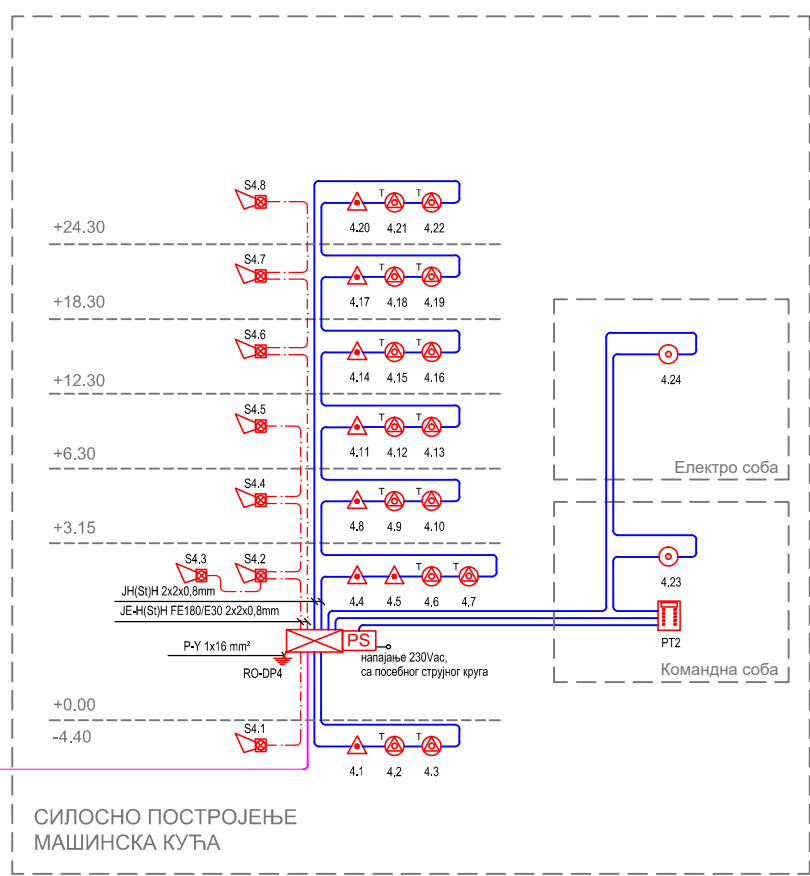 S4.8
T
T
4.20
4.21
4.22
+24.30
S4.7
T
T
4.17
4.18
4.19
+18.30
S4.6
T
T
4.14
4.15
4.16
4.24
+12.30
S4.5
T
T
4.11
4.12
4.13
+6.30
Електро соба
S4.4
T
T
4.8
4.9
4.10
+3.15
S4.3
S4.2
T
T
4.4
4.5
4.6
4.7
4.23
JH(St)H 2x2x0,8mm
JE-H(St)H FE180/E30 2x2x0,8mm
P-Y 1x16 mm²
PS
PT2
напајање 230Vac,
са посебног струјног круга
RO-DP4
Командна соба
+0.00
-4.40
S4.1
T
T
4.1
4.2
4.3
СИЛОСНО ПОСТРОЈЕЊЕ
МАШИНСКА КУЋА